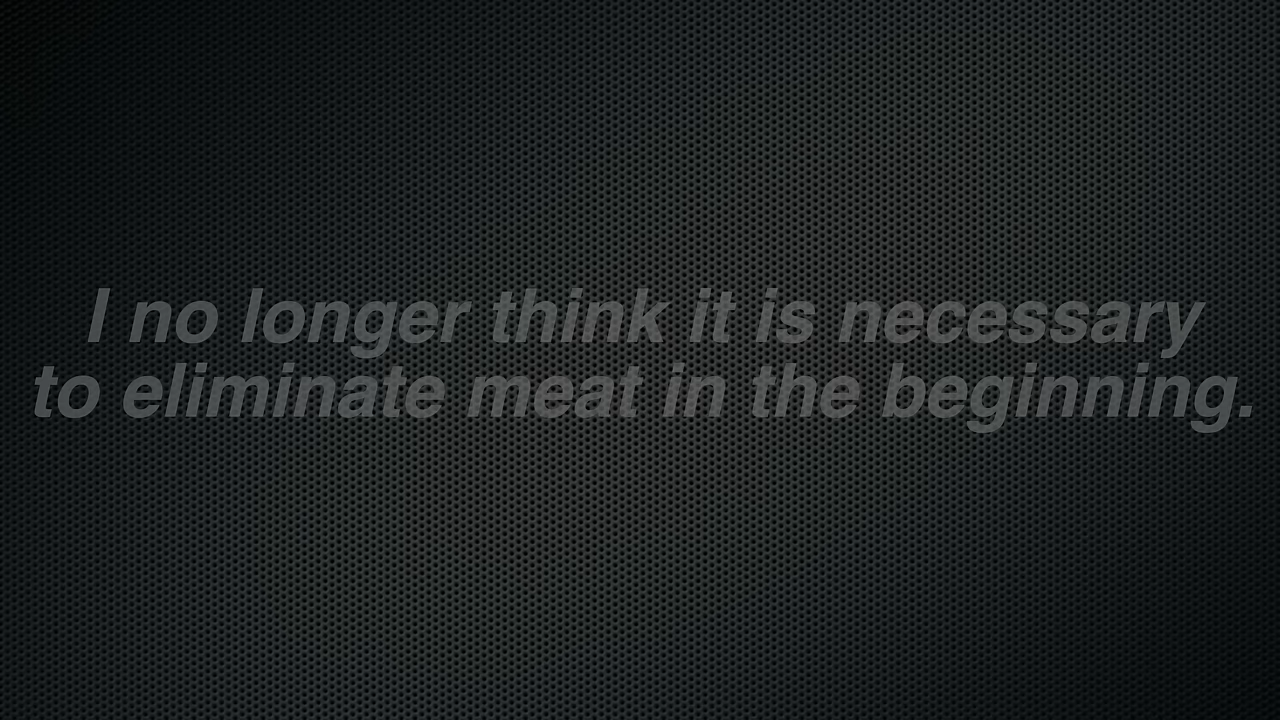 I no longer think it is necessary
to eliminate meat in the beginning.